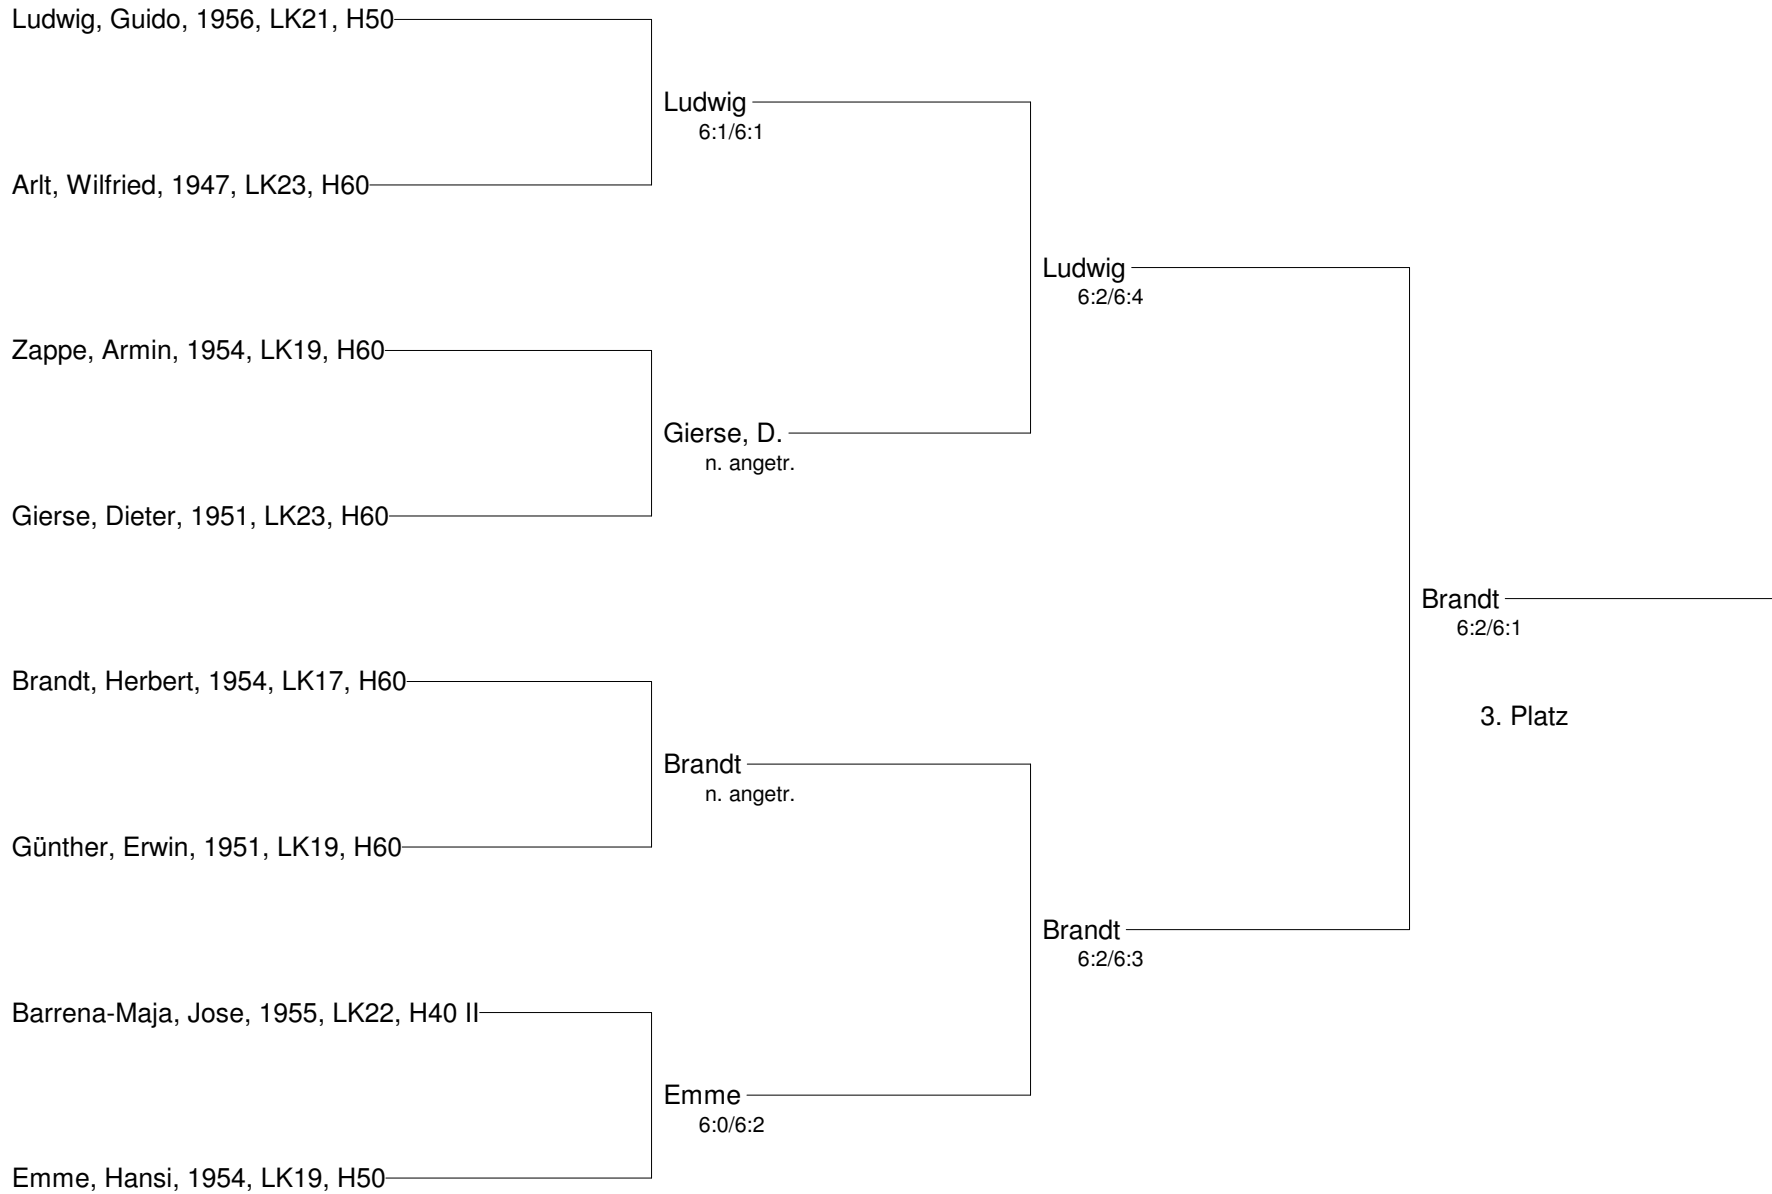 Ludwig, Guido, 1956, LK21, H50
Ludwig
6:1/6:1
Arlt, Wilfried, 1947, LK23, H60
Ludwig
6:2/6:4
Zappe, Armin, 1954, LK19, H60
Gierse, D.
n. angetr.
Gierse, Dieter, 1951, LK23, H60
Brandt
6:2/6:1
Brandt, Herbert, 1954, LK17, H60
3. Platz
Brandt
n. angetr.
Günther, Erwin, 1951, LK19, H60
Brandt
6:2/6:3
Barrena-Maja, Jose, 1955, LK22, H40 II
Emme
6:0/6:2
Emme, Hansi, 1954, LK19, H50